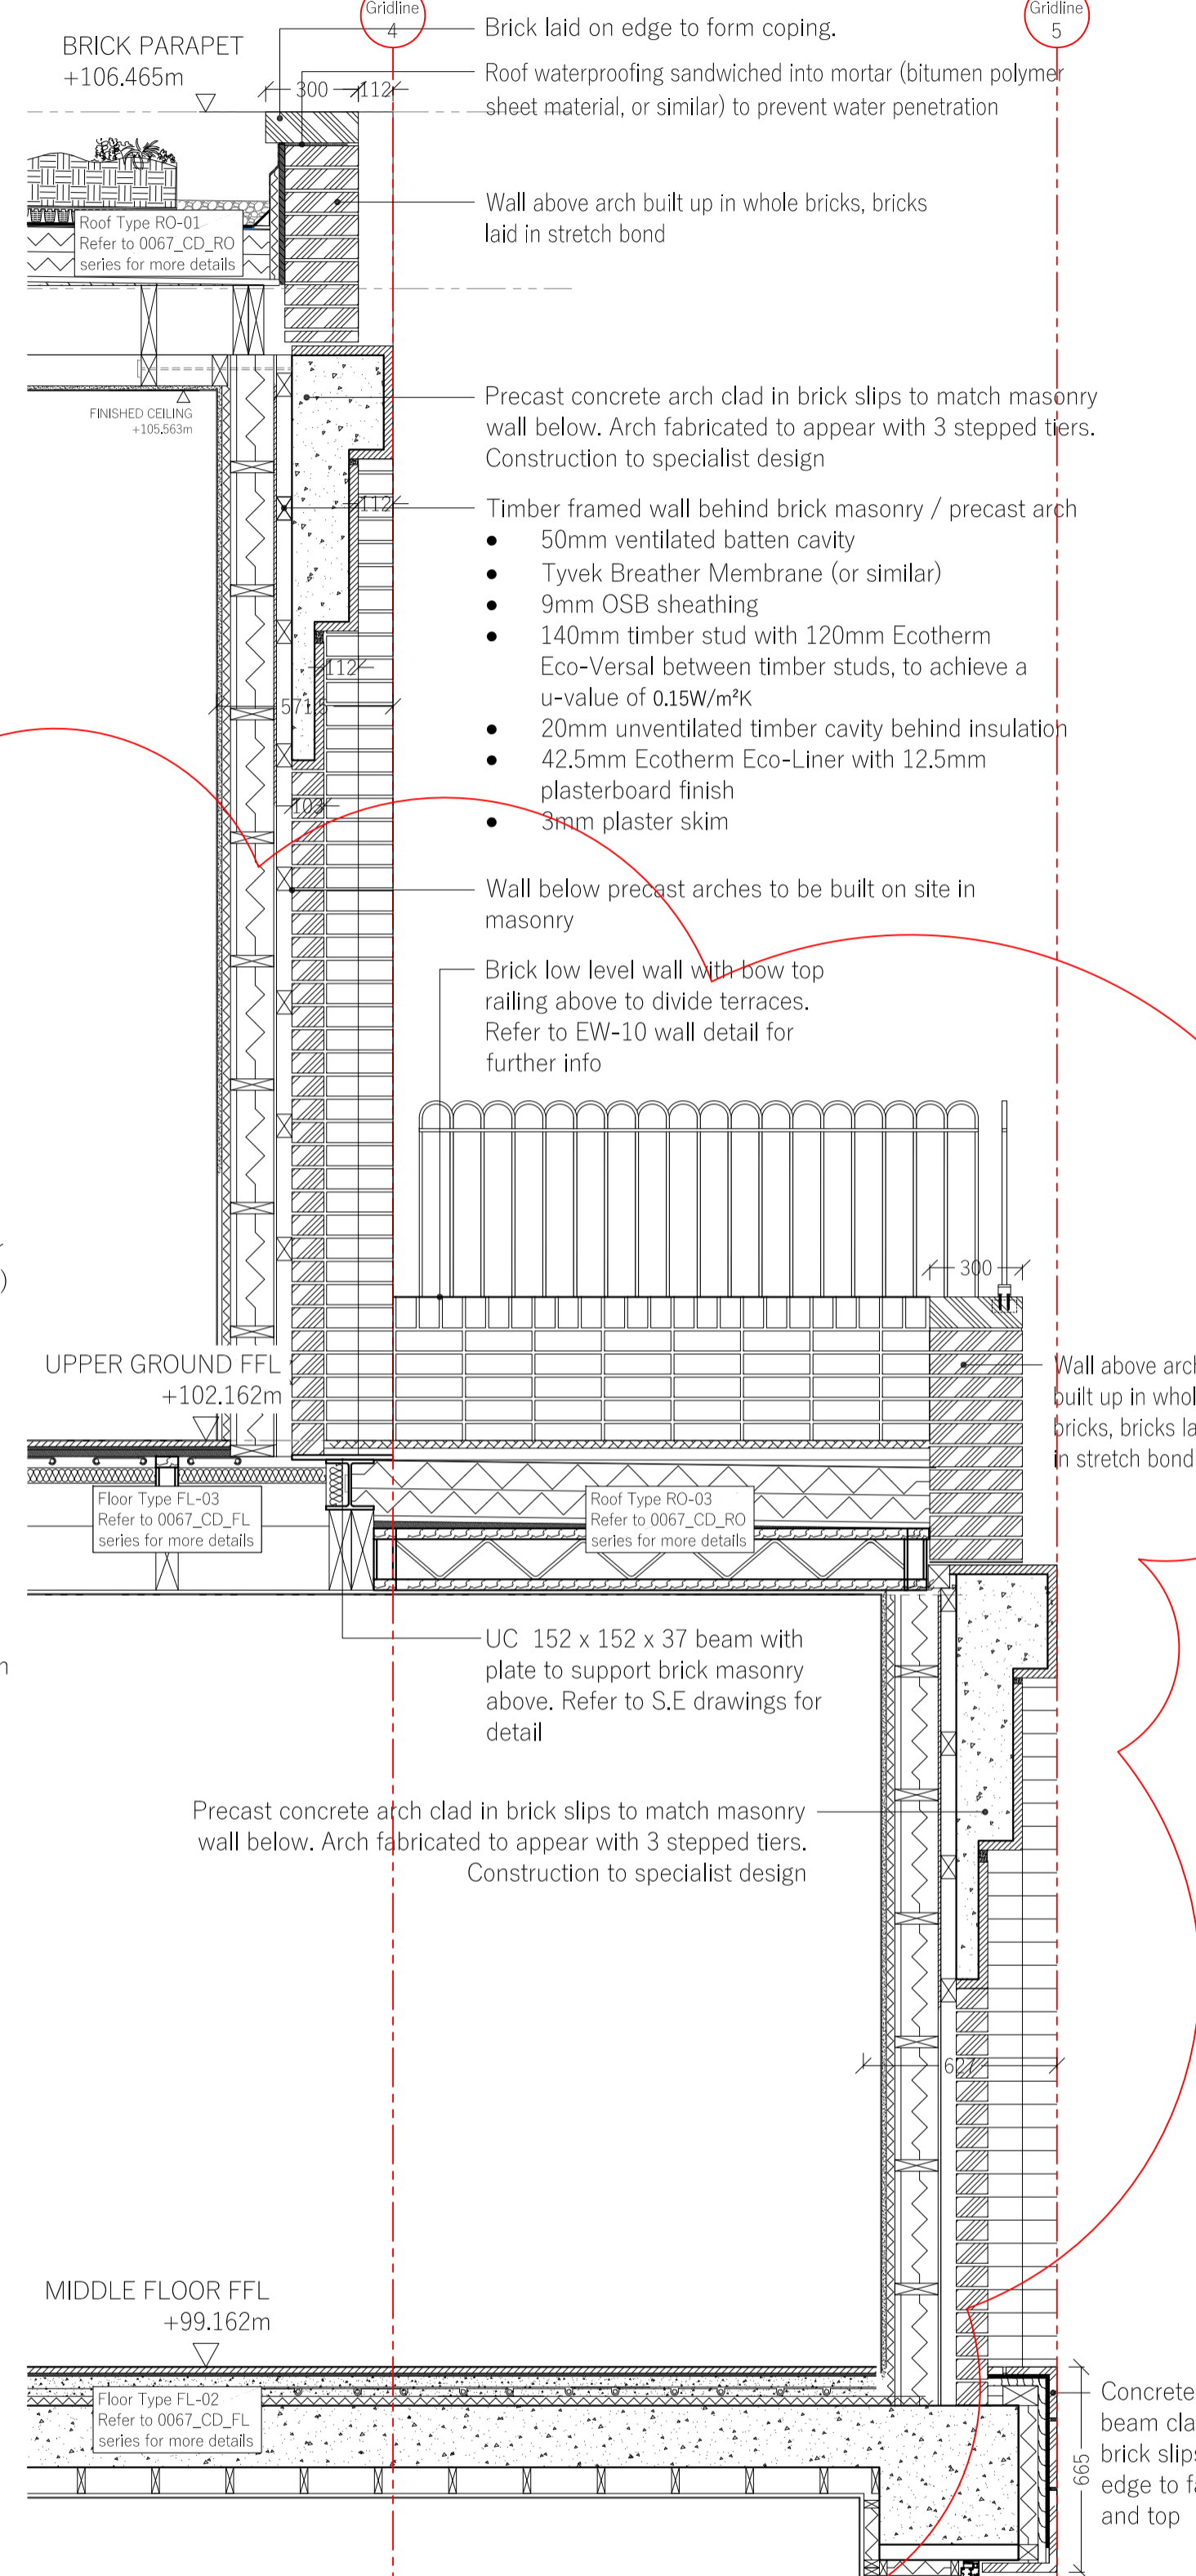 Gridline
4
Gridline
5
BRICK PARAPET
+106.465m
300
112
Brick laid on edge to form coping.
Roof waterproofing sandwiched into mortar (bitumen polymer
sheet material, or similar) to prevent water penetration
Wall above arch built up in whole bricks, bricks
laid in stretch bond
Roof Type RO-01
Refer to 0067_CD_RO
series for more details
FINISHED CEILING
+105.563m
Precast concrete arch clad in brick slips to match masonry
wall below. Arch fabricated to appear with 3 stepped tiers.
Construction to specialist design
112
Timber framed wall behind brick masonry / precast arch
• 50mm ventilated batten cavity
• Tyvek Breather Membrane (or similar)
• 9mm OSB sheathing
• 140mm timber stud with 120mm Ecotherm
Eco-Versal between timber studs, to achieve a
u-value of 0.15W/m²K
• 20mm unventilated timber cavity behind insulation
• 42.5mm Ecotherm Eco-Liner with 12.5mm
plasterboard finish
• 3mm plaster skim
112
571.5
103
Wall below precast arches to be built on site in
masonry
Brick low level wall with bow top
railing above to divide terraces.
Refer to EW-10 wall detail for
further info
)
300
UPPER GROUND FFL
+102.162m
Wall above arch
built up in whol
bricks, bricks la
in stretch bond
Floor Type FL-03
Refer to 0067_CD_FL
series for more details
Roof Type RO-03
Refer to 0067_CD_RO
series for more details
UC 152 x 152 x 37 beam with
plate to support brick masonry
above. Refer to S.E drawings for
detail
Precast concrete arch clad in brick slips to match masonry
wall below. Arch fabricated to appear with 3 stepped tiers.
Construction to specialist design
627
MIDDLE FLOOR FFL
+99.162m
Floor Type FL-02
Refer to 0067_CD_FL
series for more details
665
Concrete
beam cla
brick slips
edge to fa
and top